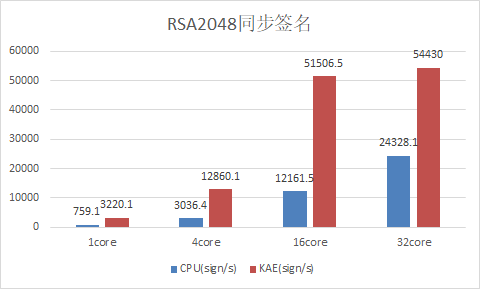 RSA2048同步签名
60000
50000
40000
30000
20000
10000
0
759.1
3220.1
3036.4
12860.1
12161.5
51506.5
24328.1
54430
1core
4core
16core
32core
CPU(sign/s)
KAE(sign/s)